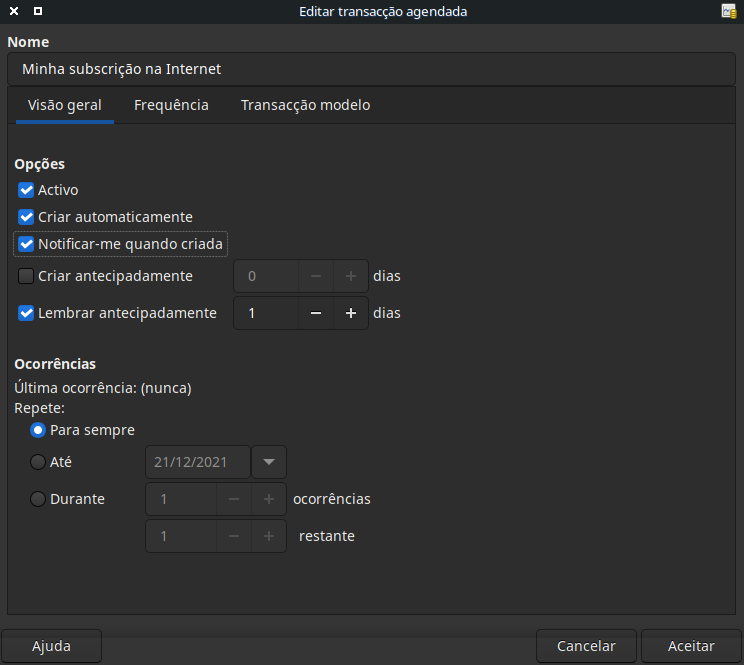 Editar transacção agendada
Nome
Minha subscrição na Internet
Visão geral Frequência Transacção modelo
Opções
Activo
Criar automaticamente
Notificar-me quando criada
Criar antecipadamente 0 − + dias
Lembrar antecipadamente 1 − + dias
Ocorrências
Última ocorrência: (nunca)
Repete:
Para sempre
Até 21/12/2021
Durante 1 − + ocorrências
1 − + restante
Ajuda Cancelar Aceitar